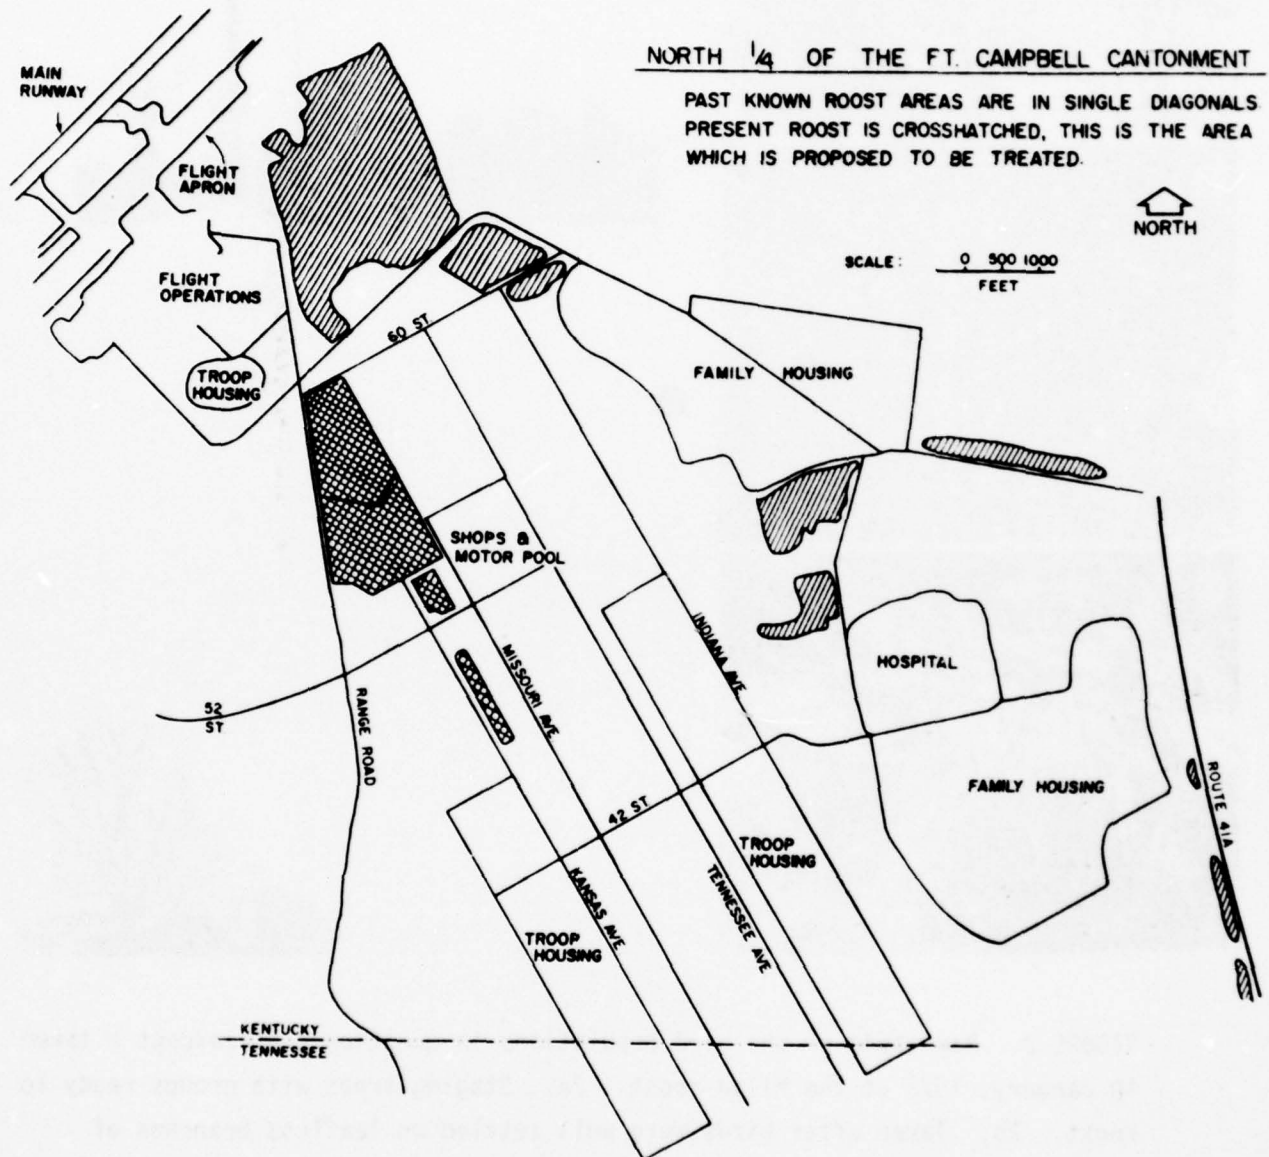 NORTH 1/4 OF THE FT. CAMPBELL CANTONMENT
PAST KNOWN ROOST AREAS ARE IN SINGLE DIAGONALS
PRESENT ROOST IS CROSSHATCHED, THIS IS THE AREA
WHICH IS PROPOSED TO BE TREATED.
MAIN
RUNWAY
FLIGHT
APRON
NORTH
SCALE: 0 500 1000
FEET
FLIGHT
OPERATIONS
60 ST
TROOP
HOUSING
FAMILY HOUSING
SHOPS &
MOTOR POOL
INDIANA AVE.
MISSOURI AVE.
HOSPITAL
52
ST
RANGE ROAD
ROUTE 41A
FAMILY HOUSING
42 ST
TROOP
HOUSING
KANSAS AVE.
TENNESSEE AVE.
TROOP
HOUSING
KENTUCKY
TENNESSEE